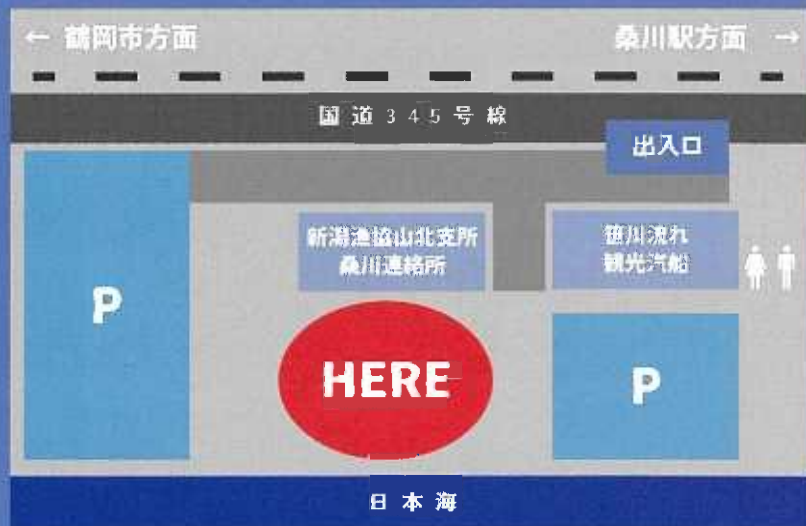 ← 鶴岡市方面
桑川駅方面 →
国道345号線
出入口
新潟漁協山北支所
桑川連絡所
笹川流れ
観光汽船
P
HERE
P
日本海